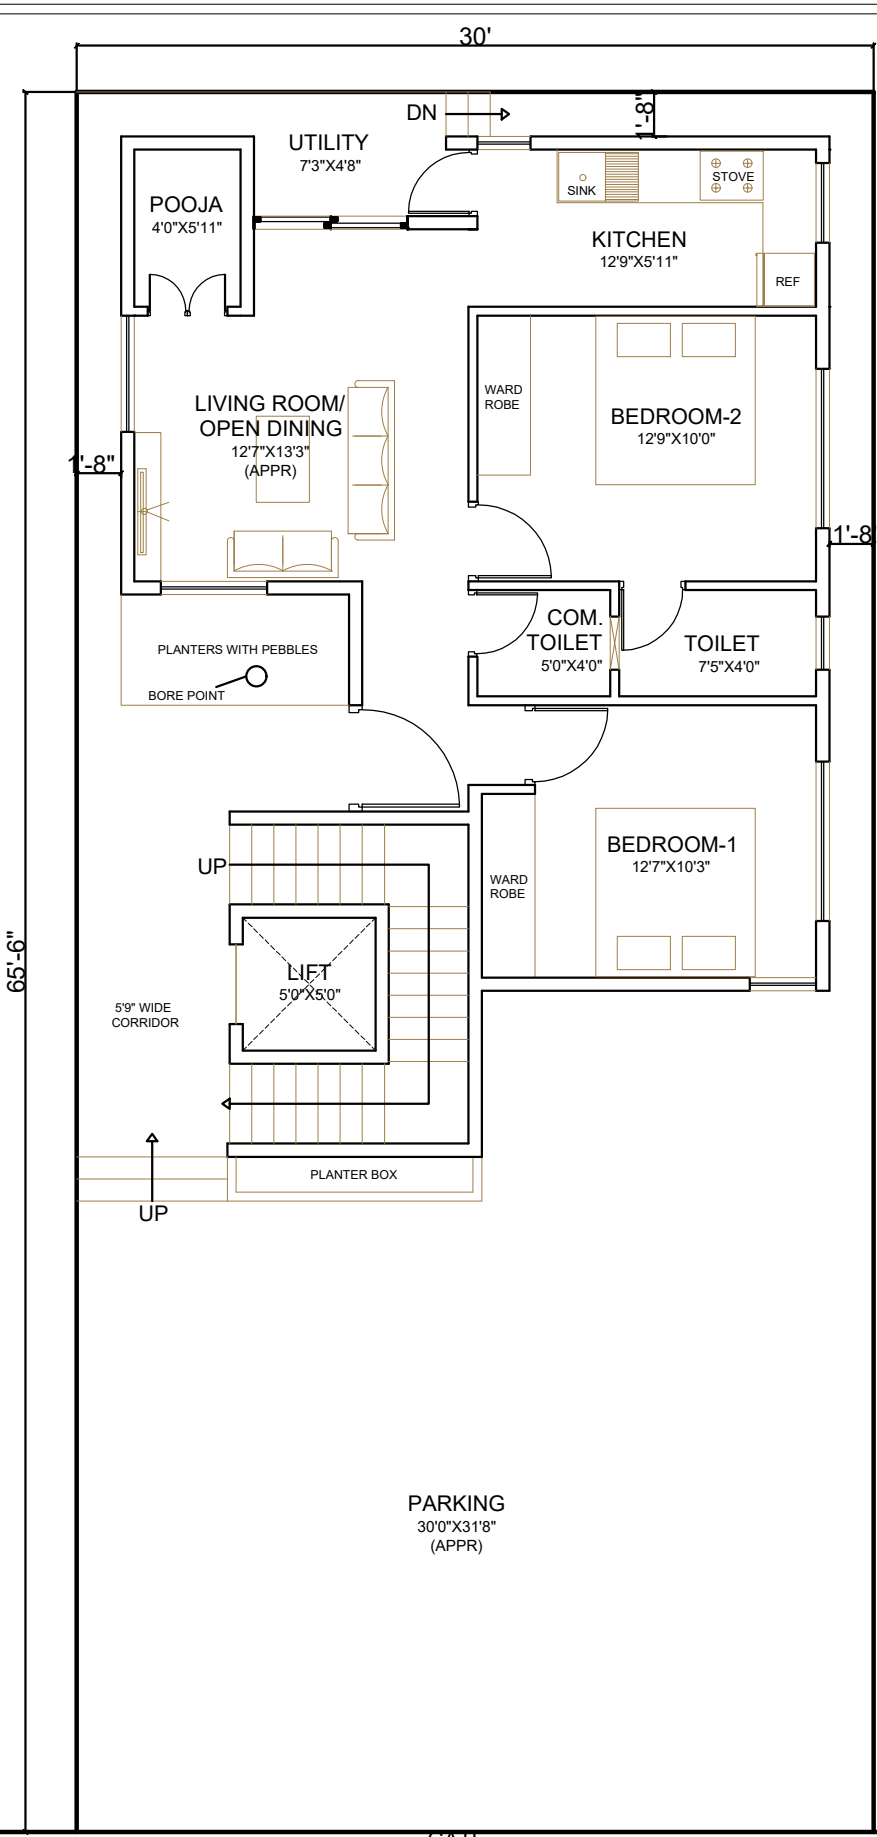 30'
DN
1'-8"
UTILITY
7'3"X4'8"
SINK
STOVE
POOJA
4'0"X5'11"
KITCHEN
12'9"X5'11"
REF
WARD
ROBE
LIVING ROOM/
OPEN DINING
12'7"X13'3"
(APPR)
BEDROOM-2
12'9"X10'0"
1'-8"
1'-8"
COM.
TOILET
5'0"X4'0"
TOILET
7'5"X4'0"
PLANTERS WITH PEBBLES
BORE POINT
BEDROOM-1
12'7"X10'3"
UP
WARD
ROBE
65'-6"
LIFT
5'0"X5'0"
5'9" WIDE
CORRIDOR
PLANTER BOX
UP
PARKING
30'0"X31'8"
(APPR)